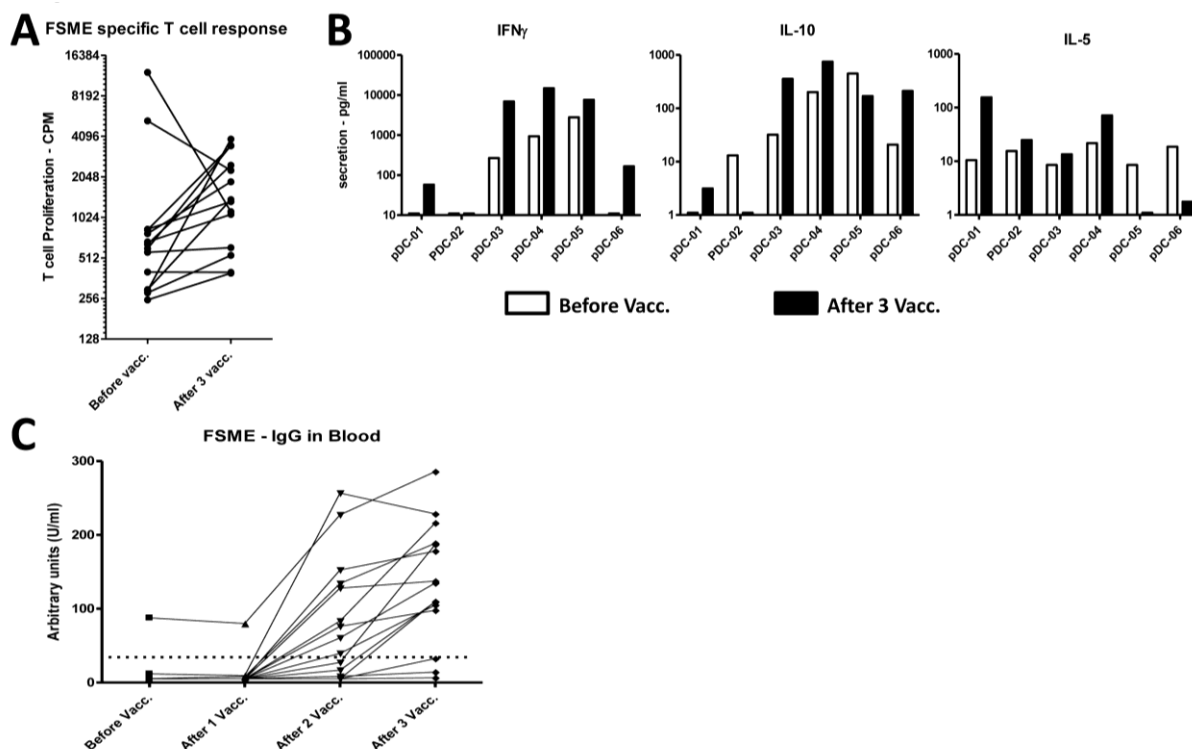 A
FSME specific T cell response
16384
8192
4096
2048
1024
512
256
128
T cell Proliferation - CPM
Before vacc.
After 3 vacc.
B
IFNγ
100000
10000
1000
100
10
secretion - pg/ml
pDC-01
PDC-02
pDC-03
pDC-04
pDC-05
pDC-06
IL-10
1000
100
10
1
pDC-01
PDC-02
pDC-03
pDC-04
pDC-05
pDC-06
IL-5
1000
100
10
1
pDC-01
PDC-02
pDC-03
pDC-04
pDC-05
pDC-06
Before Vacc.
After 3 Vacc.
C
FSME - IgG in Blood
300
200
100
0
Arbitrary units (U/ml)
Before Vacc.
After 1 Vacc.
After 2 Vacc.
After 3 Vacc.